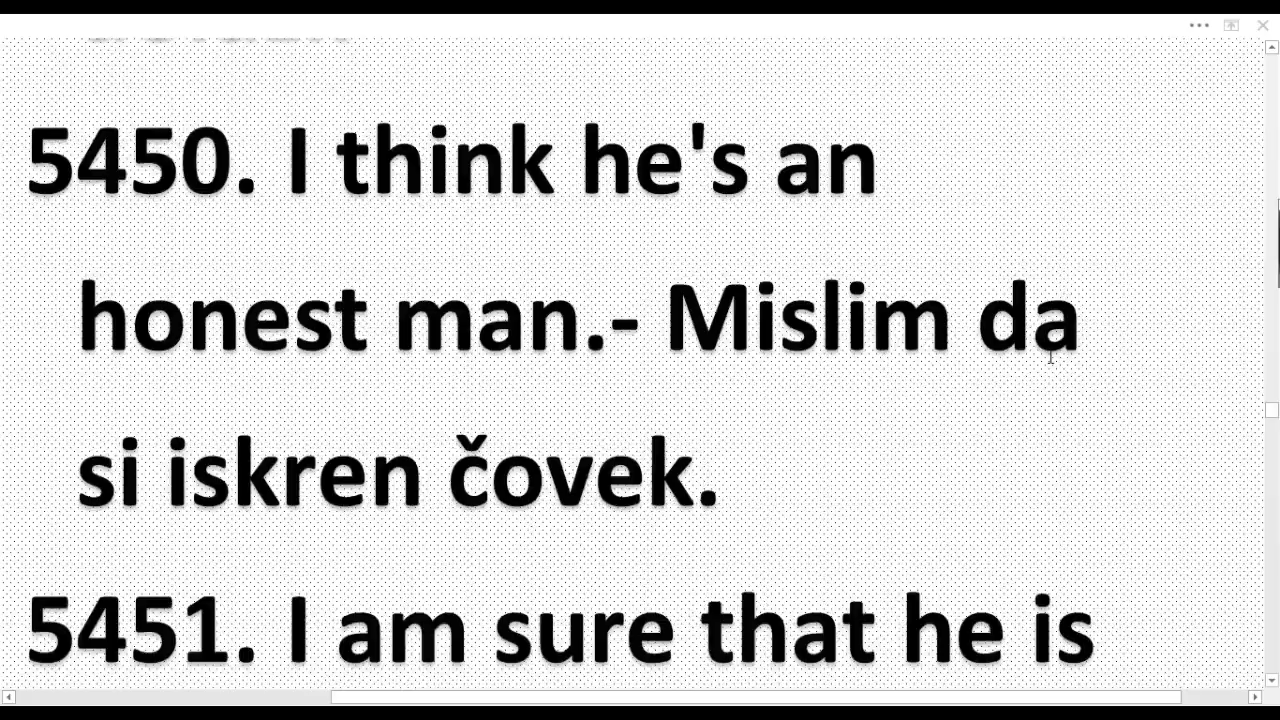 5450. I think he's an
honest man.- Mislim da
si iskren čovek.
5451. I am sure that he is